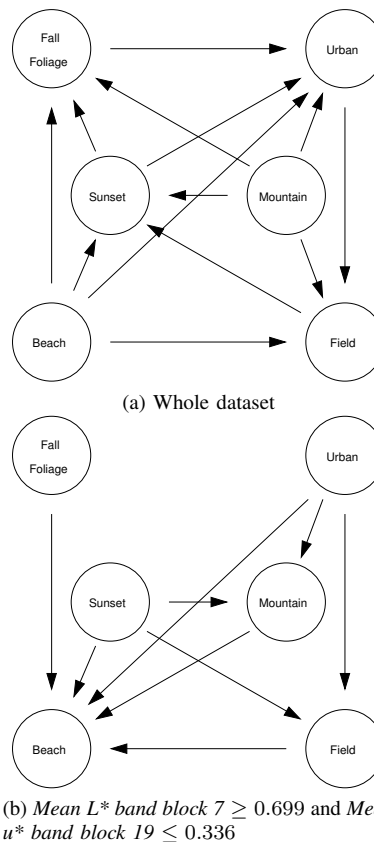 Fall
Foliage
Urban
Sunset
Mountain
Beach
Field
(a) Whole dataset
Fall
Foliage
Urban
Sunset
Mountain
Beach
Field
(b) Mean L* band block 7 ≥ 0.699 and Me
u* band block 19 ≤ 0.336